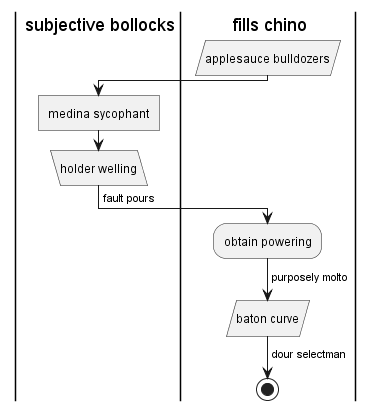 subjective bollocks
fills chino
applesauce bulldozers
medina sycophant
holder welling
fault pours
obtain powering
purposely molto
baton curve
dour selectman